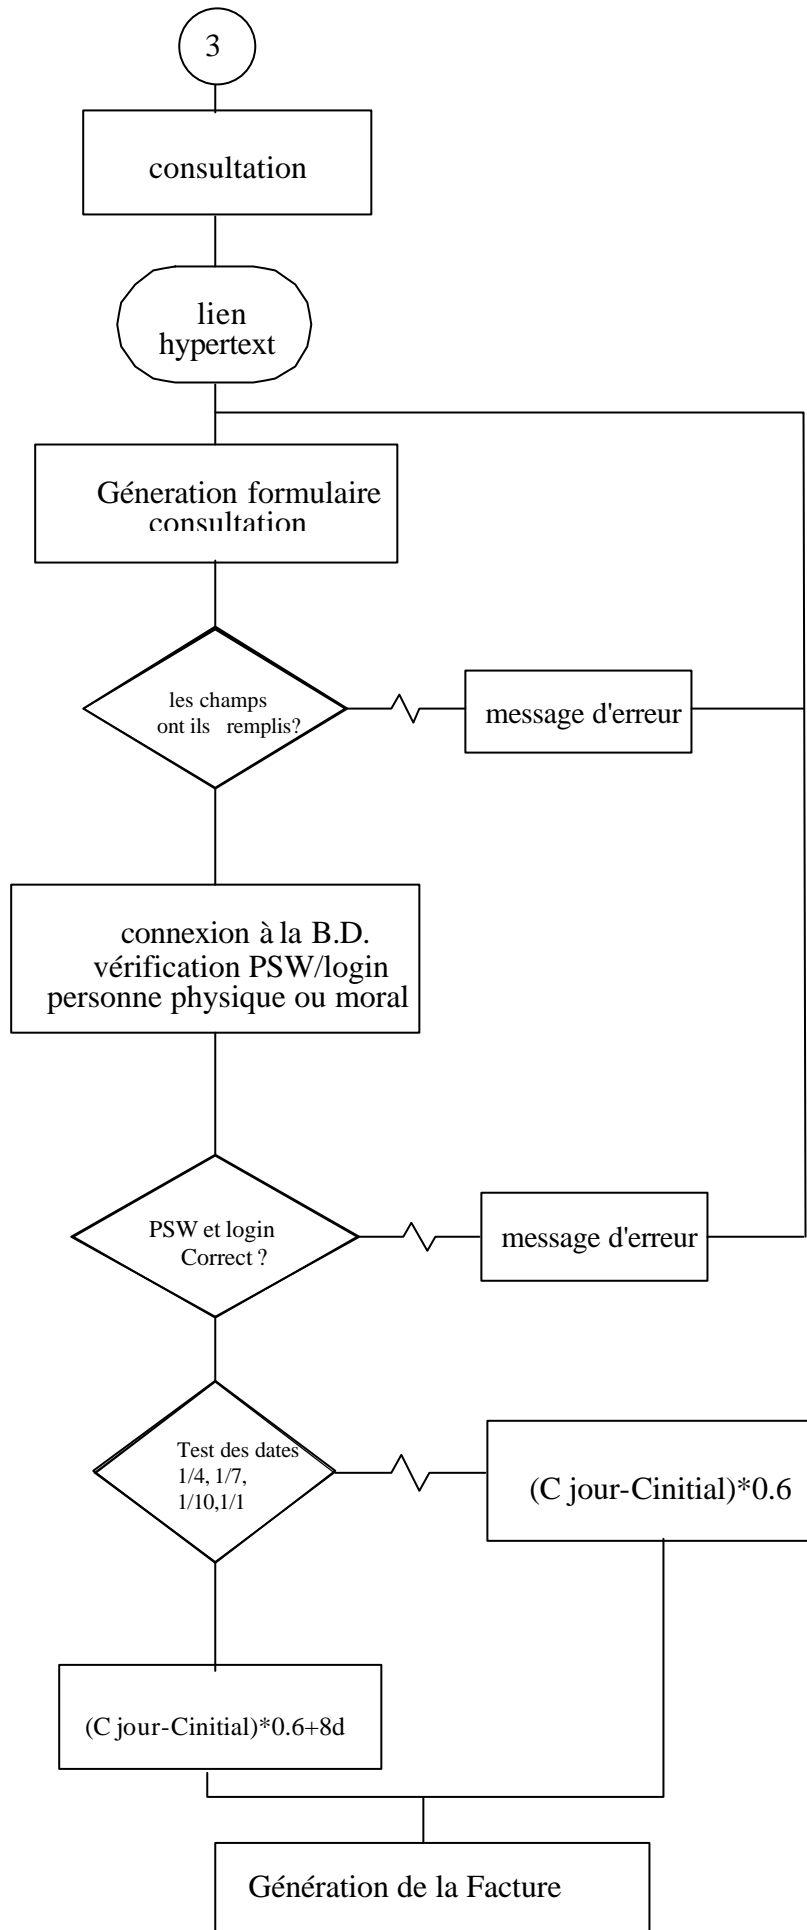 3
consultation
lien
hypertext
Géneration formulaire
consultation
les champs
ont ils remplis?
message d'erreur
connexion à la B.D.
vérification PSW/login
personne physique ou moral
PSW et login
Correct ?
message d'erreur
Test des dates
1/4, 1/7,
1/10,1/1
(C jour-Cinitial)*0.6
(C jour-Cinitial)*0.6+8d
Génération de la Facture